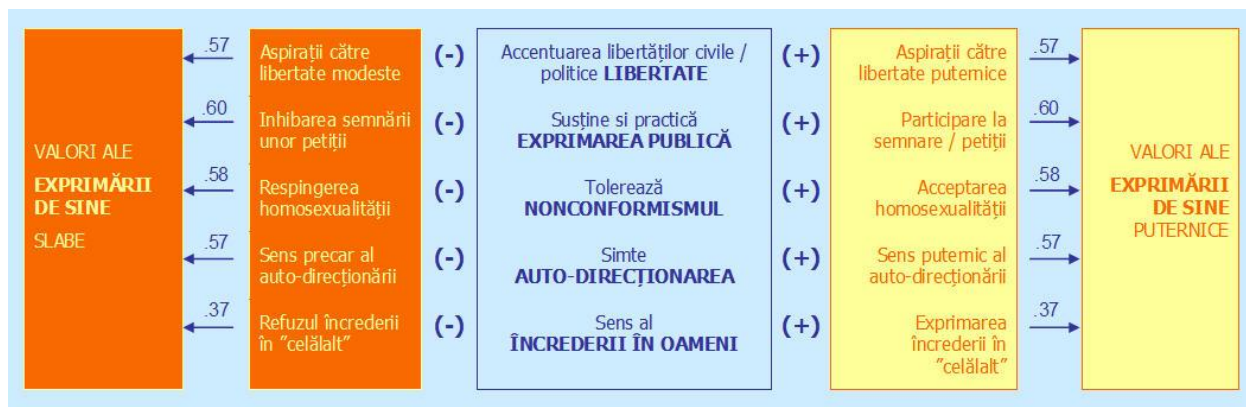 VALORI ALE
EXPRIMĂRII
DE SINE
SLABE
.57
.60
.58
.57
.37
Aspirații către
libertate modeste
Inhibarea semnării
unor petiții
Respingerea
homosexualității
Sens precar al
auto-direcționării
Refuzul încrederii
în "celălalt"
(-)
(-)
(-)
(-)
(-)
Accentuarea libertăților civile /
politice LIBERTATE
Susține si practică
EXPRIMAREA PUBLICĂ
Tolerează
NONCONFORMISMUL
Simte
AUTO-DIRECȚIONAREA
Sens al
ÎNCREDERII ÎN OAMENI
(+)
(+)
(+)
(+)
(+)
Aspirații către
libertate puternice
Participare la
semnare / petiții
Acceptarea
homosexualității
Sens puternic al
auto-direcționării
Exprimarea
încrederii în
"celălalt"
.57
.60
.58
.57
.37
VALORI ALE
EXPRIMĂRII
DE SINE
PUTERNICE